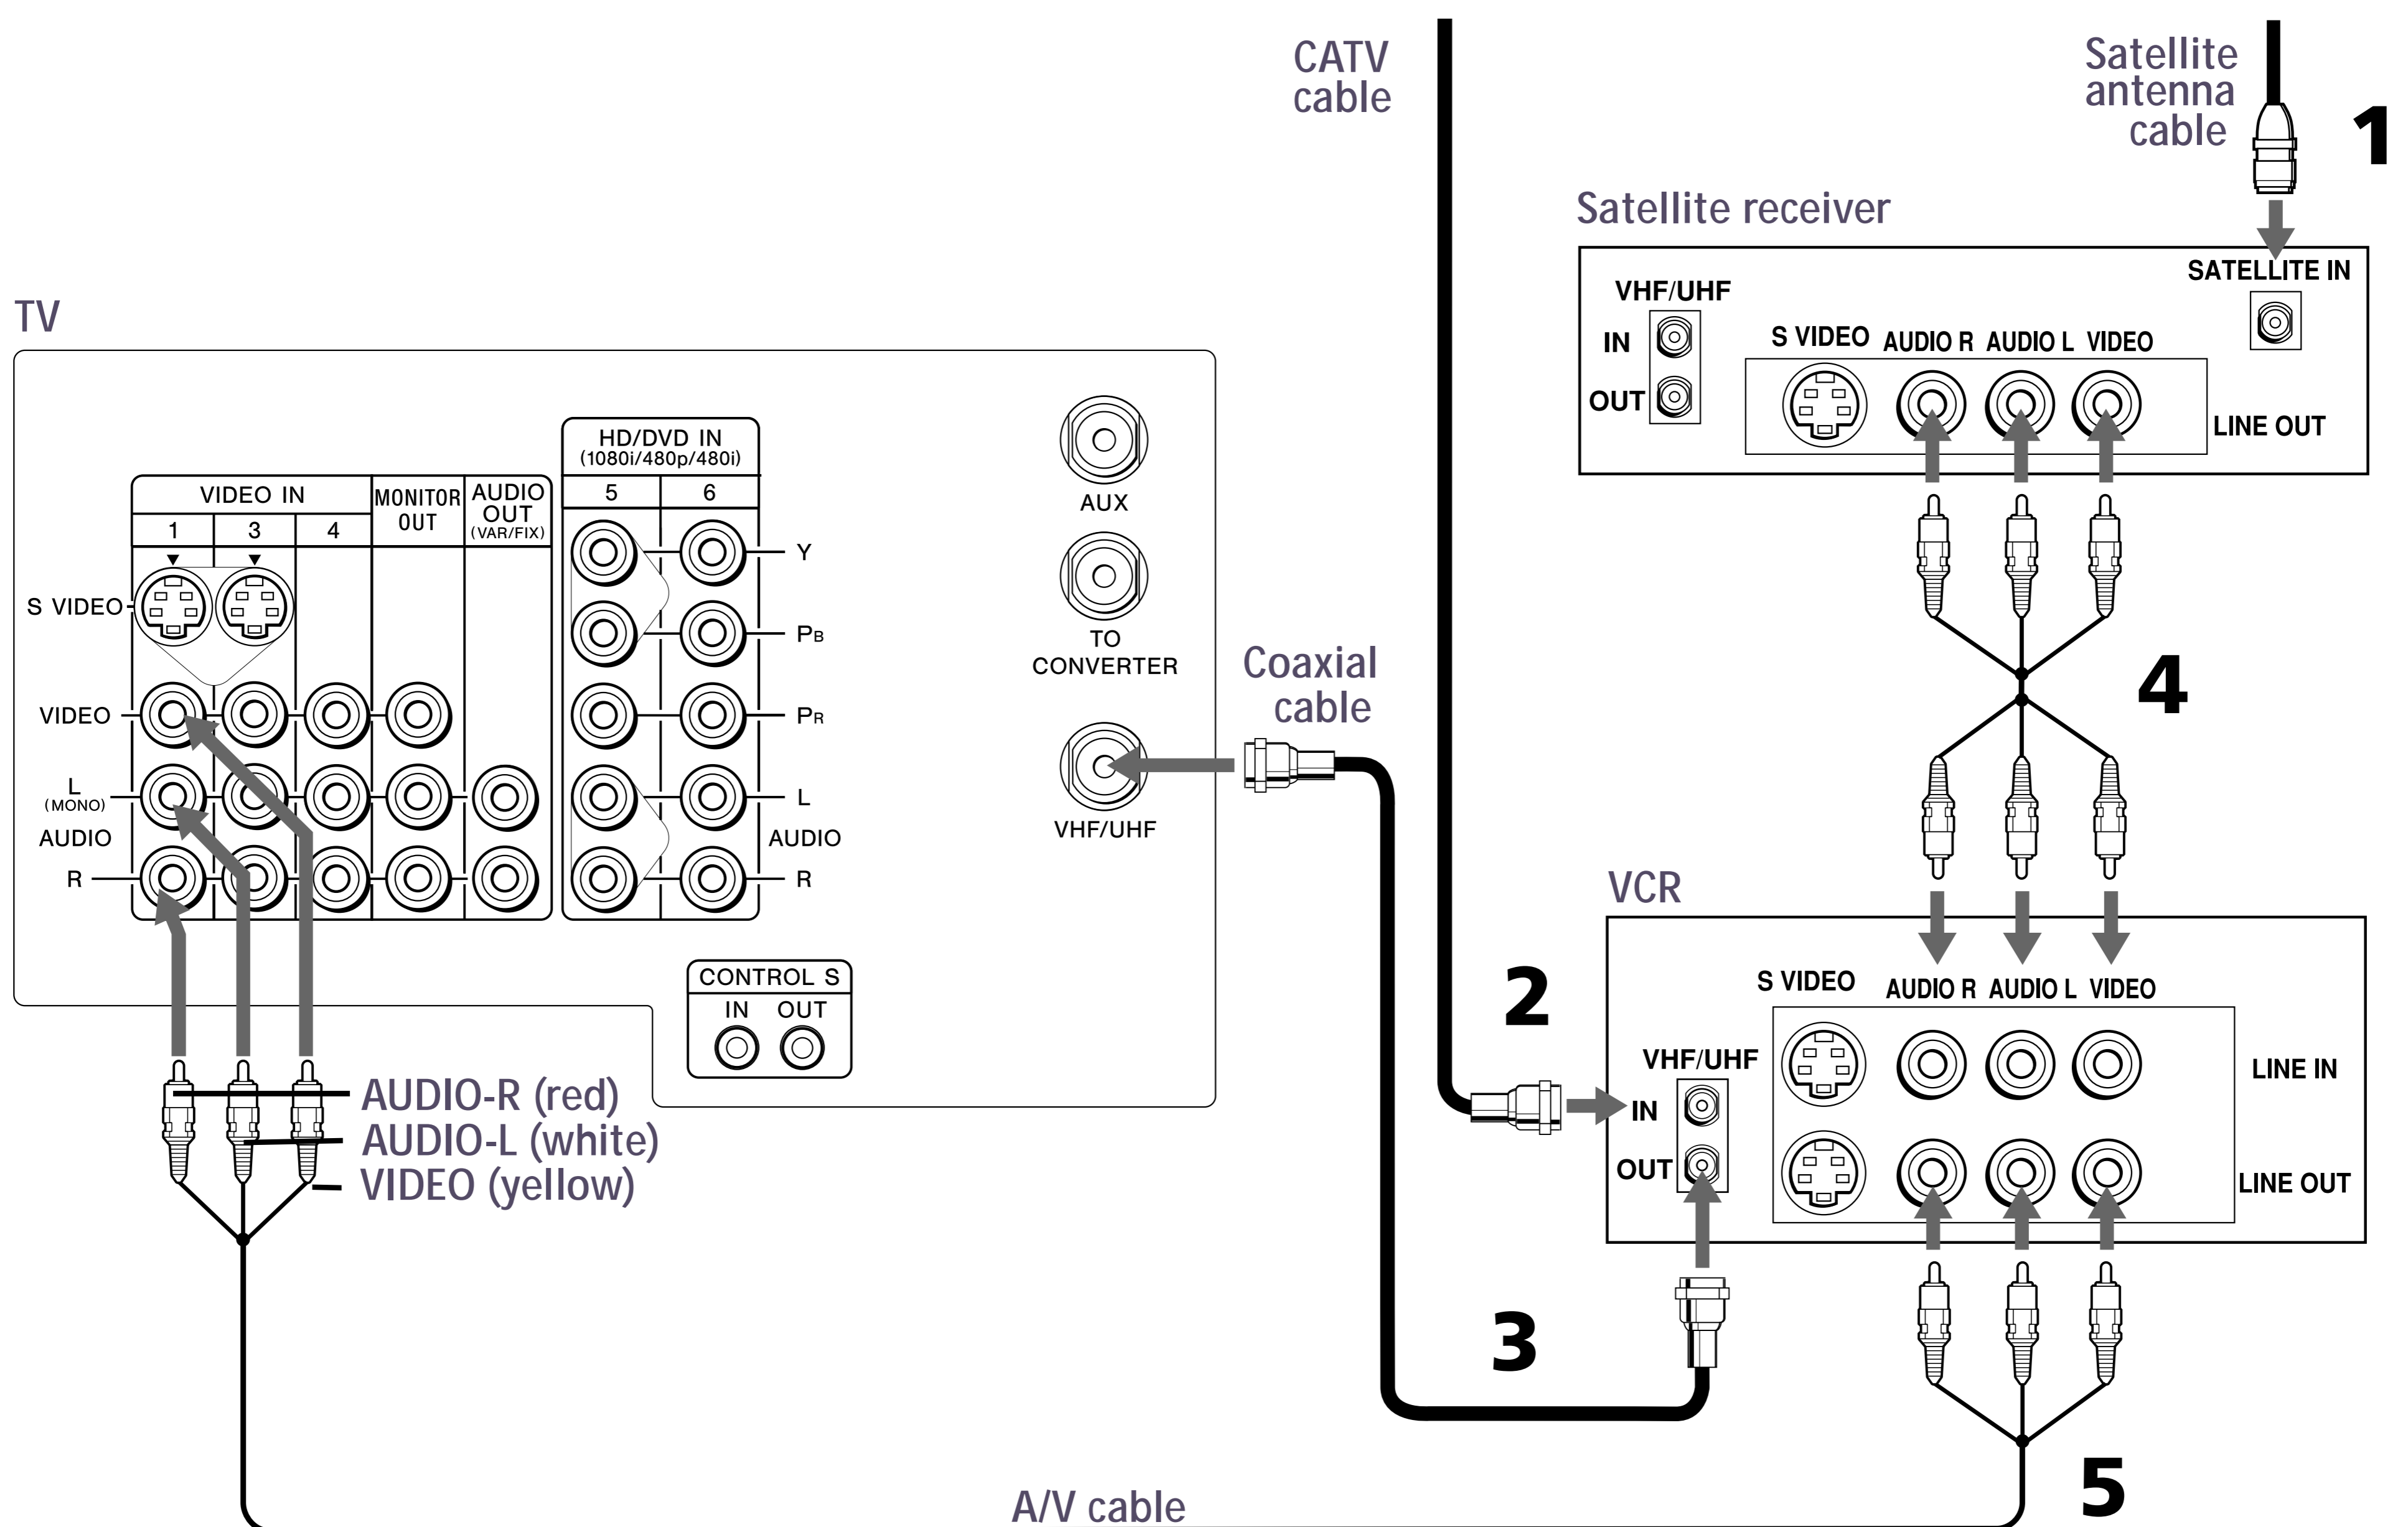 CATV
cable
Satellite
antenna
cable
1
Satellite receiver
SATELLITE IN
VHF/UHF
IN
OUT
S VIDEO AUDIO R AUDIO L VIDEO
LINE OUT
TV
VIDEO IN
1 3 4
MONITOR
OUT
AUDIO
OUT
(VAR/FIX)
HD/DVD IN
(1080i/480p/480i)
5 6
S VIDEO
VIDEO
L
(MONO)
AUDIO
R
Y
PB
PR
L
AUDIO
R
AUX
TO
CONVERTER
VHF/UHF
Coaxial
cable
4
CONTROL S
IN OUT
AUDIO-R (red)
AUDIO-L (white)
VIDEO (yellow)
VCR
2
S VIDEO AUDIO R AUDIO L VIDEO
VHF/UHF
IN
OUT
LINE IN
LINE OUT
3
5
A/V cable